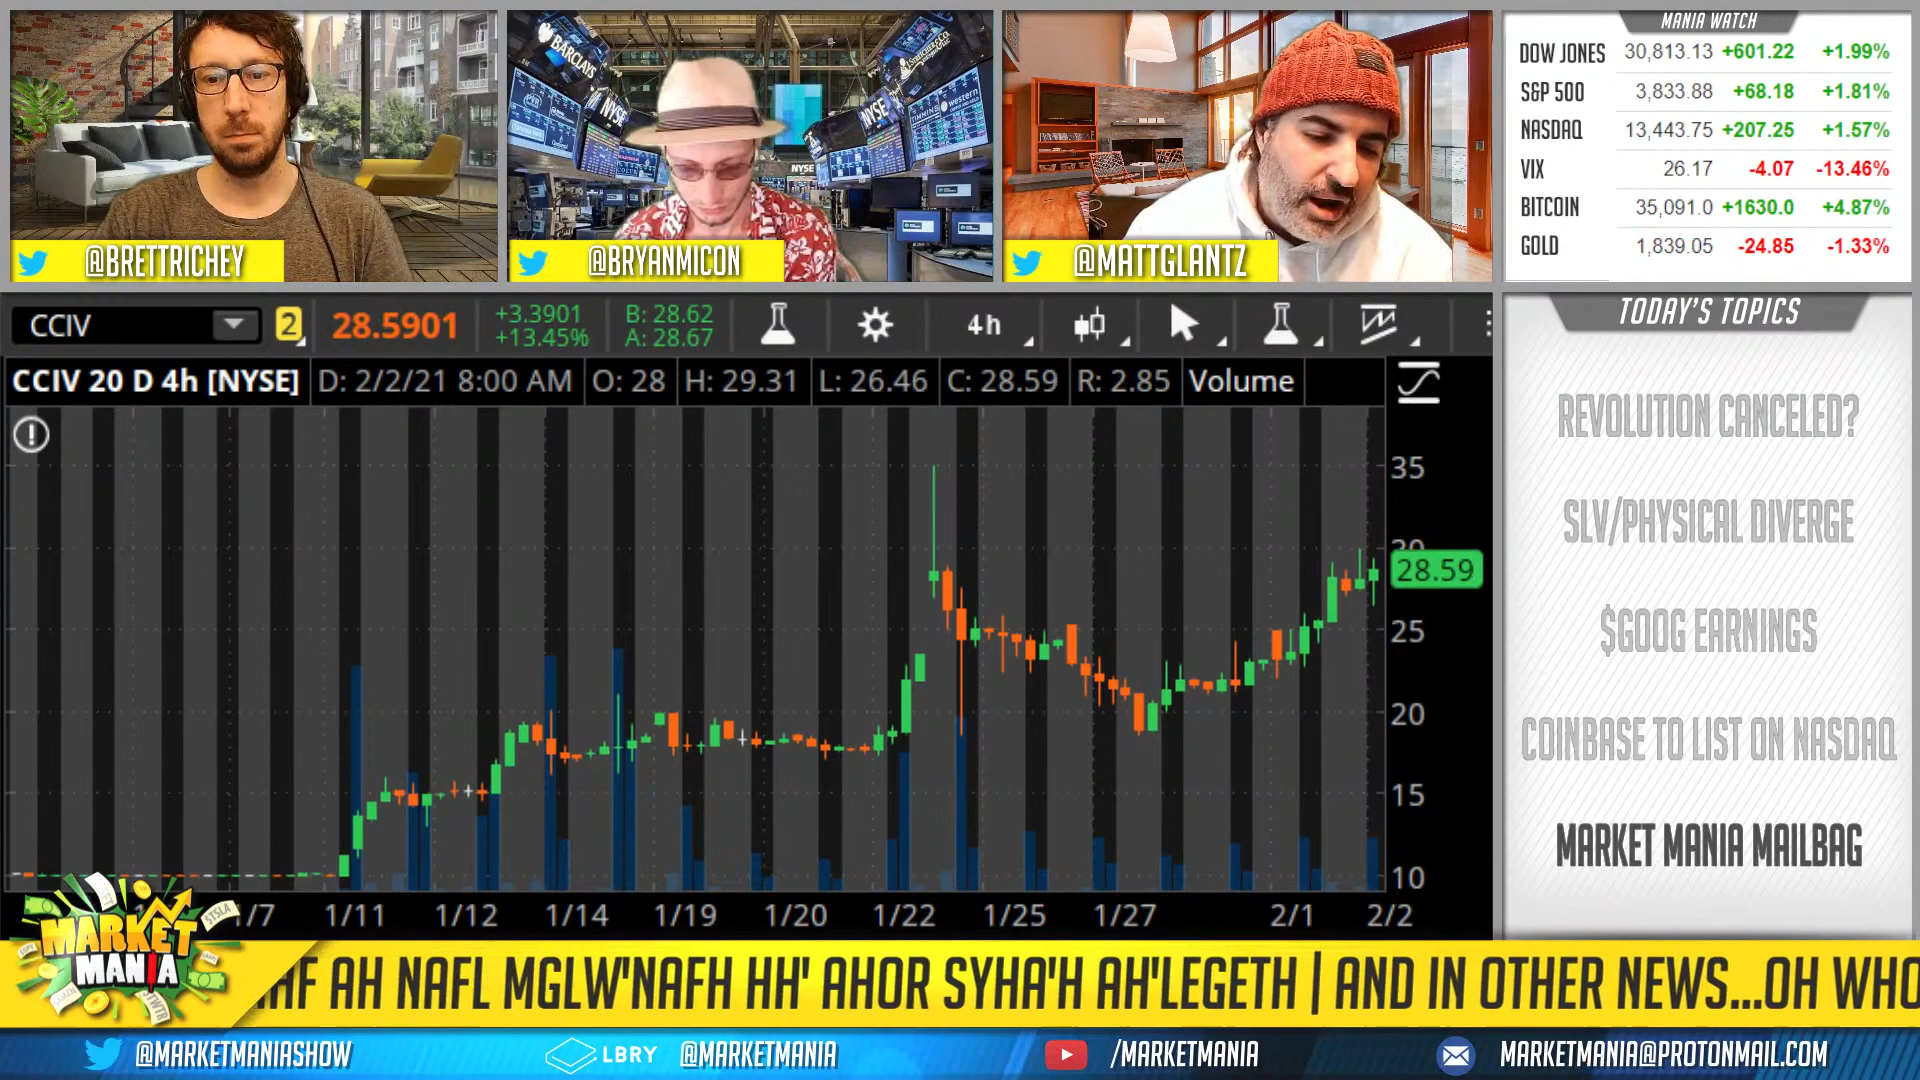 BARCLAYS
NYSE
NYSE
NYSE
@BRETTRICHEY
@BRYANMICON
@MATTGLANTZ
MANIA WATCH
DOW JONES 30,813.13 +601.22 +1.99%
S&P 500 3,833.88 +68.18 +1.81%
NASDAQ 13,443.75 +207.25 +1.57%
VIX 26.17 -4.07 -13.46%
BITCOIN 35,091.0 +1630.0 +4.87%
GOLD 1,839.05 -24.85 -1.33%
CCIV 2 28.5901 +3.3901 B: 28.62 4h
+13.45% A: 28.67
CCIV 20 D 4h [NYSE] D: 2/2/21 8:00 AM O: 28 H: 29.31 L: 26.46 C: 28.59 R: 2.85 Volume
35
30
28.59
25
20
15
10
1/7 1/11 1/12 1/14 1/19 1/20 1/22 1/25 1/27 2/1 2/2
TODAY'S TOPICS
REVOLUTION CANCELED?
SLV/PHYSICAL DIVERGE
$GOOG EARNINGS
COINBASE TO LIST ON NASDAQ
MARKET MANIA MAILBAG
$TSLA
MARKET
MANIA
$TWTR
AF AH NAFL MGLW'NAFH HH' AHOR SYHA'H AH'LEGETH | AND IN OTHER NEWS...OH WHO
@MARKETMANIASHOW LBRY @MARKETMANIA /MARKETMANIA MARKETMANIA@PROTONMAIL.COM